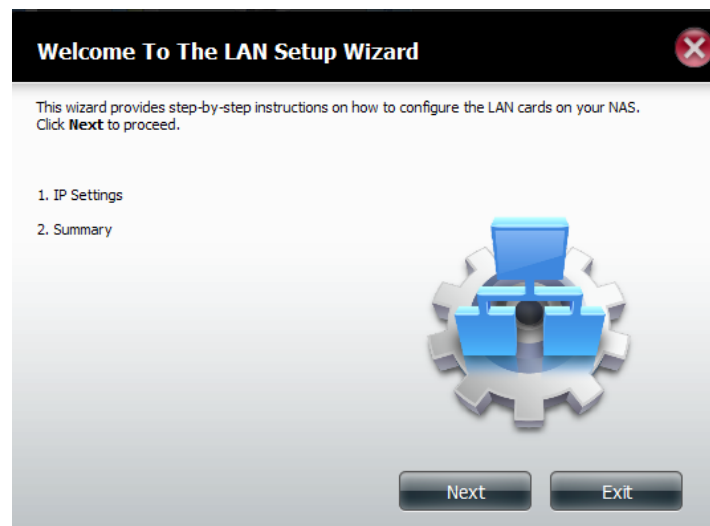 Welcome To The LAN Setup Wizard
This wizard provides step-by-step instructions on how to configure the LAN cards on your NAS.
Click Next to proceed.
1. IP Settings
2. Summary
Next
Exit